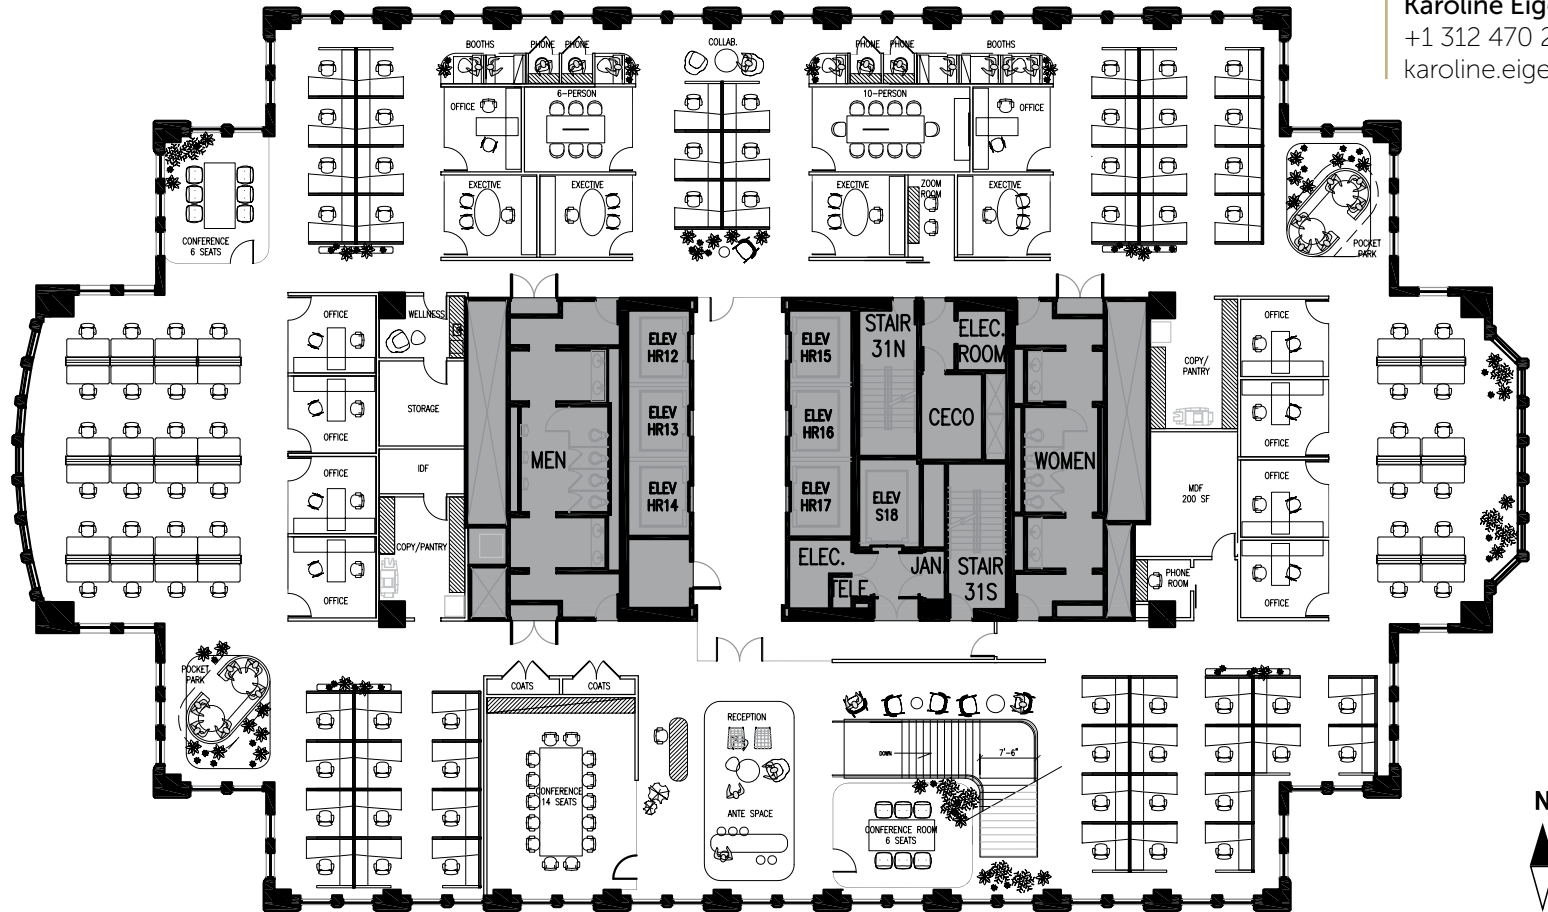 Karoline Eige
+1 312 470 2
karoline.eige
BOOTHS
PHONE
PHONE
COLLAB.
PHONE
PHONE
BOOTHS
OFFICE
6-PERSON
10-PERSON
OFFICE
EXECTIVE
EXECTIVE
EXECTIVE
ZOOM
ROOM
EXECTIVE
CONFERENCE
6 SEATS
POCKET
PARK
OFFICE
WELLNESS
ELEV
HR12
ELEV
HR15
STAIR
31N
ELEC.
ROOM
OFFICE
COPY/
PANTRY
STORAGE
ELEV
HR13
ELEV
HR16
CECO
OFFICE
OFFICE
IDF
MEN
WOMEN
OFFICE
OFFICE
ELEV
HR14
ELEV
HR17
ELEV
S18
MDF
200 SF
OFFICE
COPY/PANTRY
ELEC.
TELE
JAN.
STAIR
31S
PHONE
ROOM
OFFICE
OFFICE
POCKET
PARK
COATS
COATS
RECEPTION
DOWN
7'-6"
CONFERENCE
14 SEATS
ANTE SPACE
CONFERENCE ROOM
6 SEATS
N